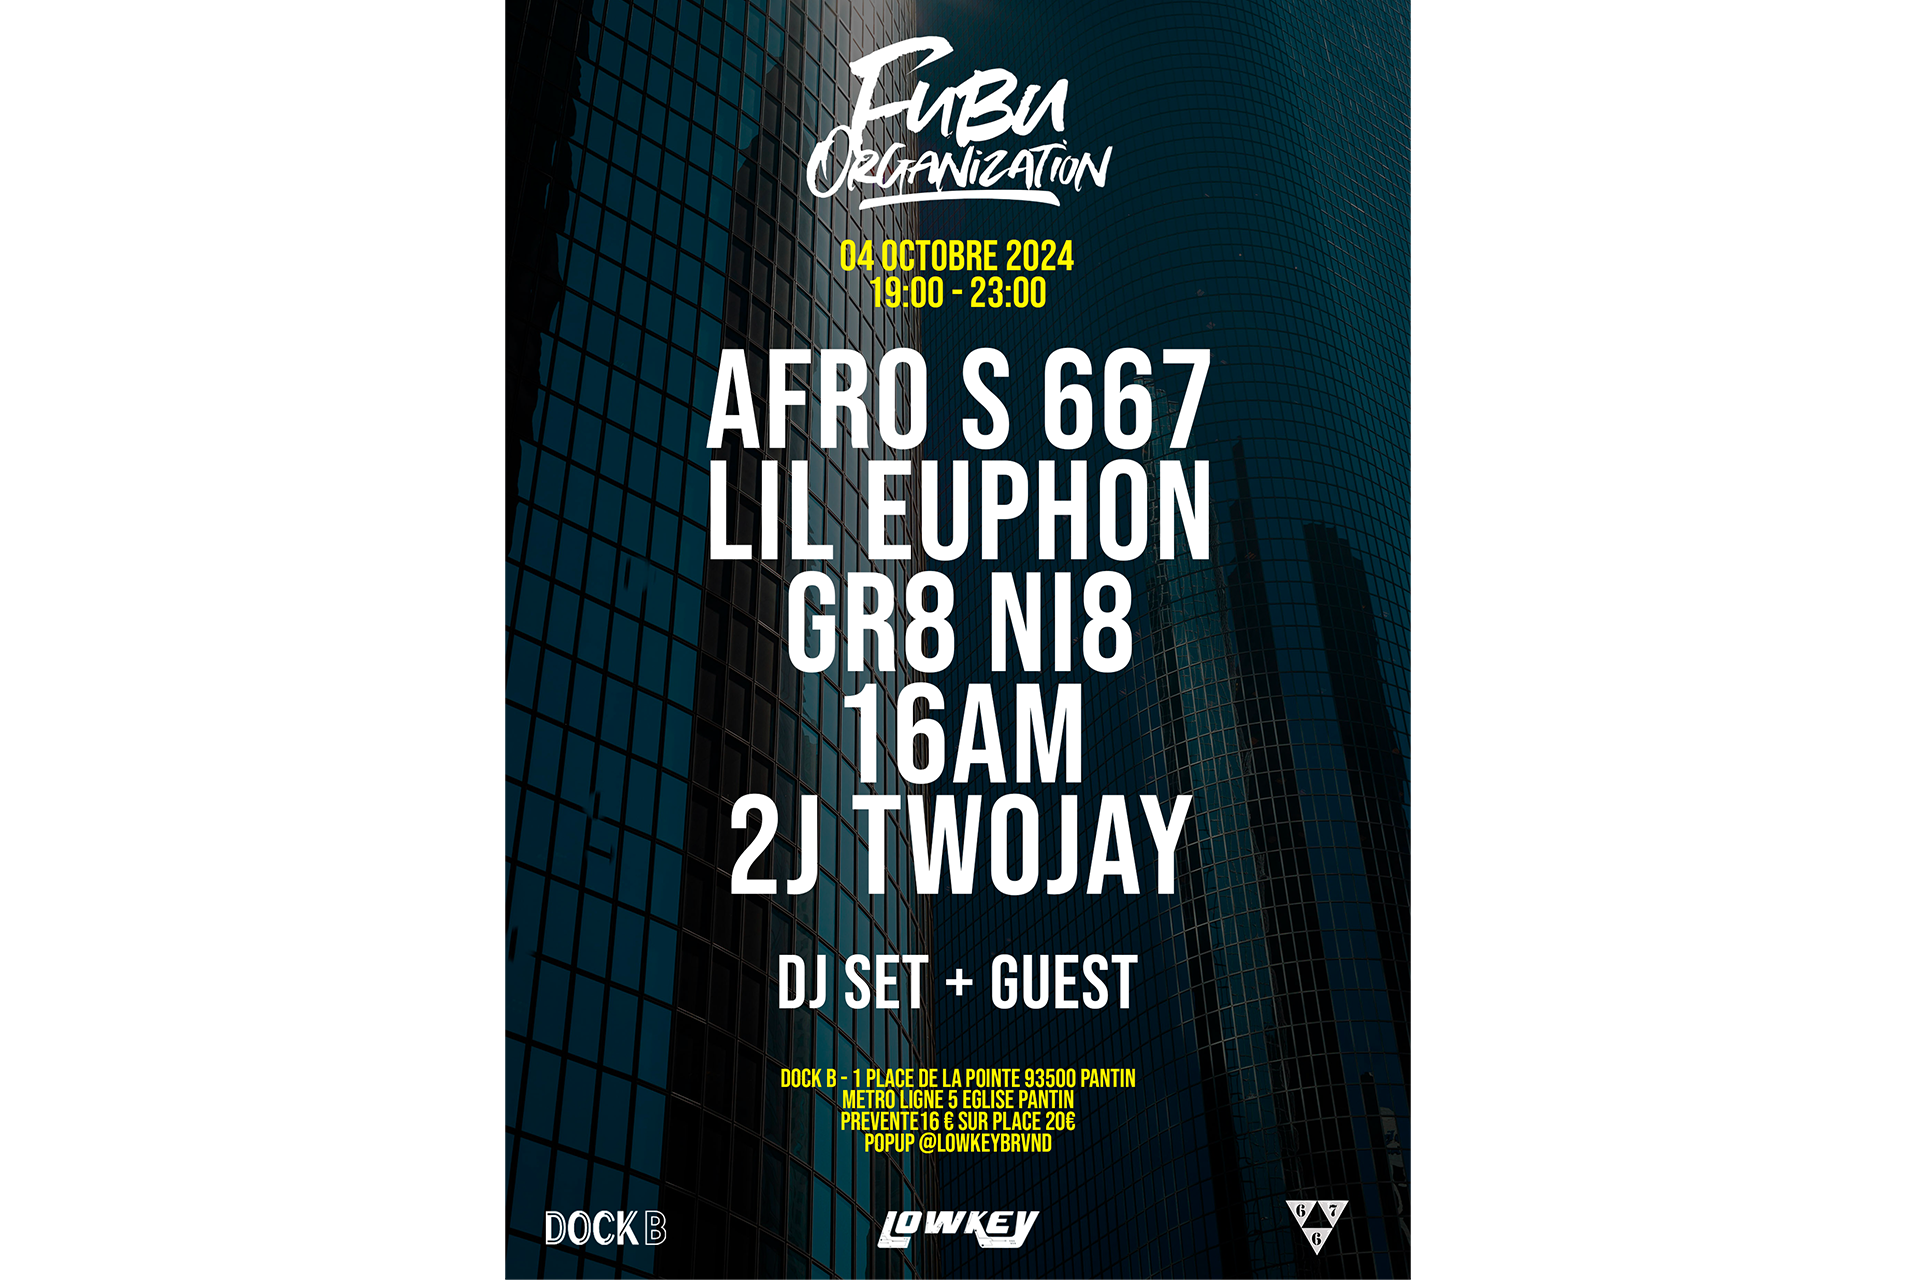 FUBU
ORGANIZATION
04 OCTOBRE 2024
19:00 - 23:00
AFRO S 667
LIL EUPHON
GR8 NI8
16AM
2J TWOJAY
DJ SET + GUEST
DOCK B - 1 PLACE DE LA POINTE 93500 PANTIN
METRO LIGNE 5 EGLISE PANTIN
PREVENTE16 € SUR PLACE 20€
POPUP @LOWKEYBRVND
DOCK B
LOWKEY
6 7
6